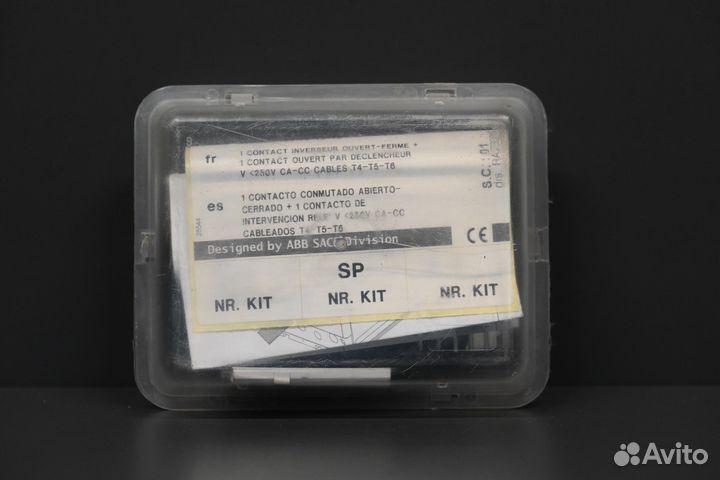 fr
1 CONTACT INVERSEUR OUVERT-FERME +
1 CONTACT OUVERT PAR DECLENCHEUR
V <250V CA-CC CABLES T4-T5-T6
es
1 CONTACTO CONMUTADO ABIERTO-
CERRADO + 1 CONTACTO DE
INTERVENCION V <250V CA-CC
CABLEADOS T4 T5-T6
Designed by ABB SACE Division
CE
SP
NR. KIT NR. KIT NR. KIT
Avito